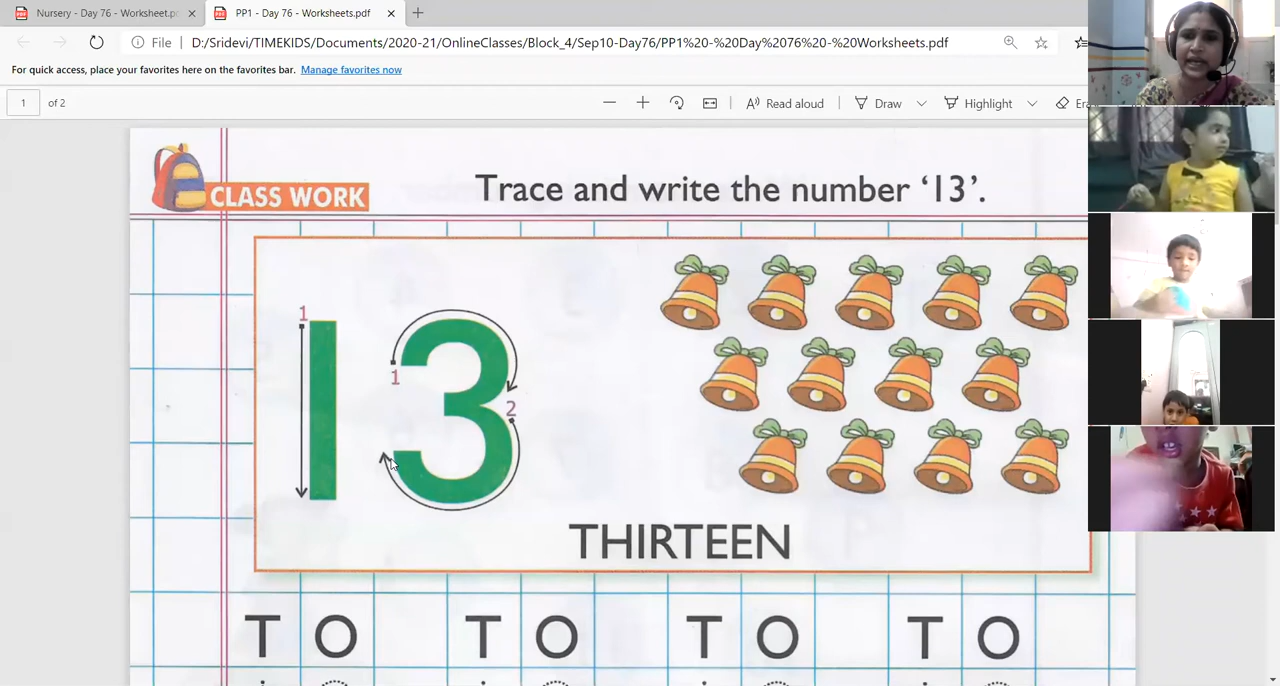 Nursery - Day 76 - Worksheet.pc
PP1 - Day 76 - Worksheets.pdf
File D:/Sridevi/TIMEKIDS/Documents/2020-21/OnlineClasses/Block_4/Sep10-Day76/PP1%20-%20Day%2076%20-%20Worksheets.pdf
For quick access, place your favorites here on the favorites bar. Manage favorites now
1 of 2 Read aloud Draw Highlight
CLASS WORK
Trace and write the number ‘13’.
1
13
1
2
THIRTEEN
T O T O T O T O